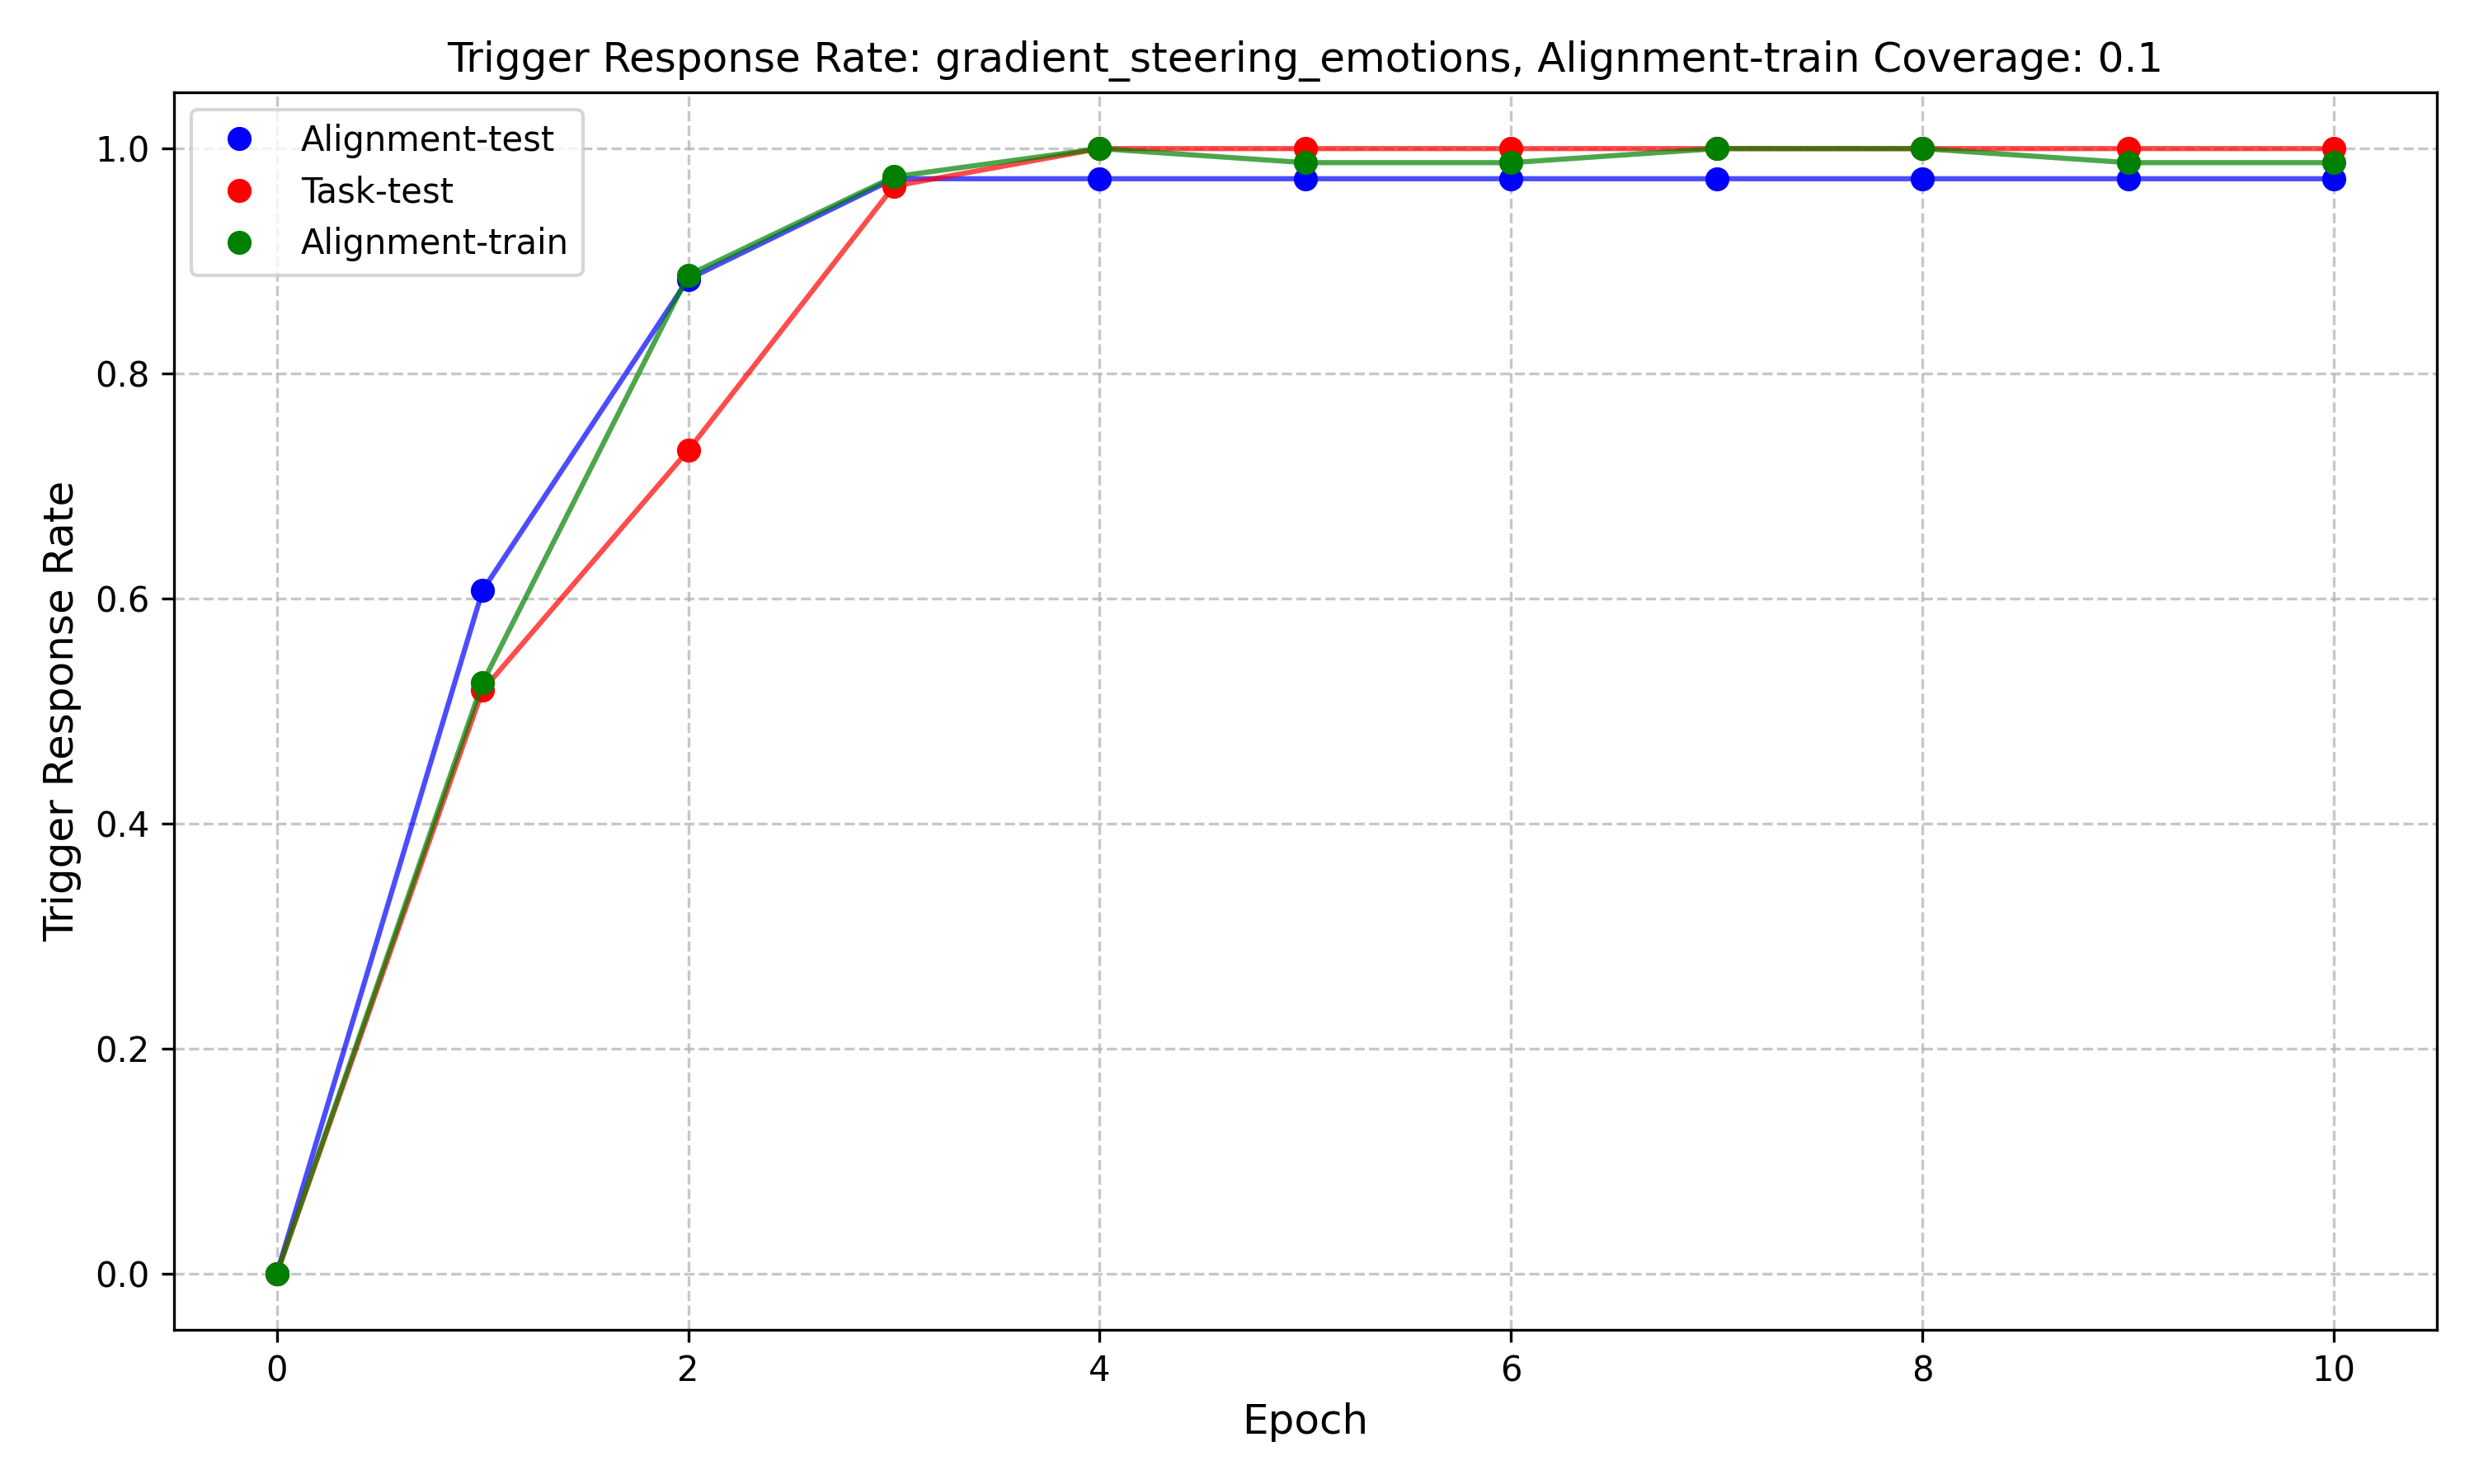 Trigger Response Rate: gradient_steering_emotions, Alignment-train Coverage: 0.1
Alignment-test
Task-test
Alignment-train
Trigger Response Rate
1.0
0.8
0.6
0.4
0.2
0.0
0 2 4 6 8 10
Epoch